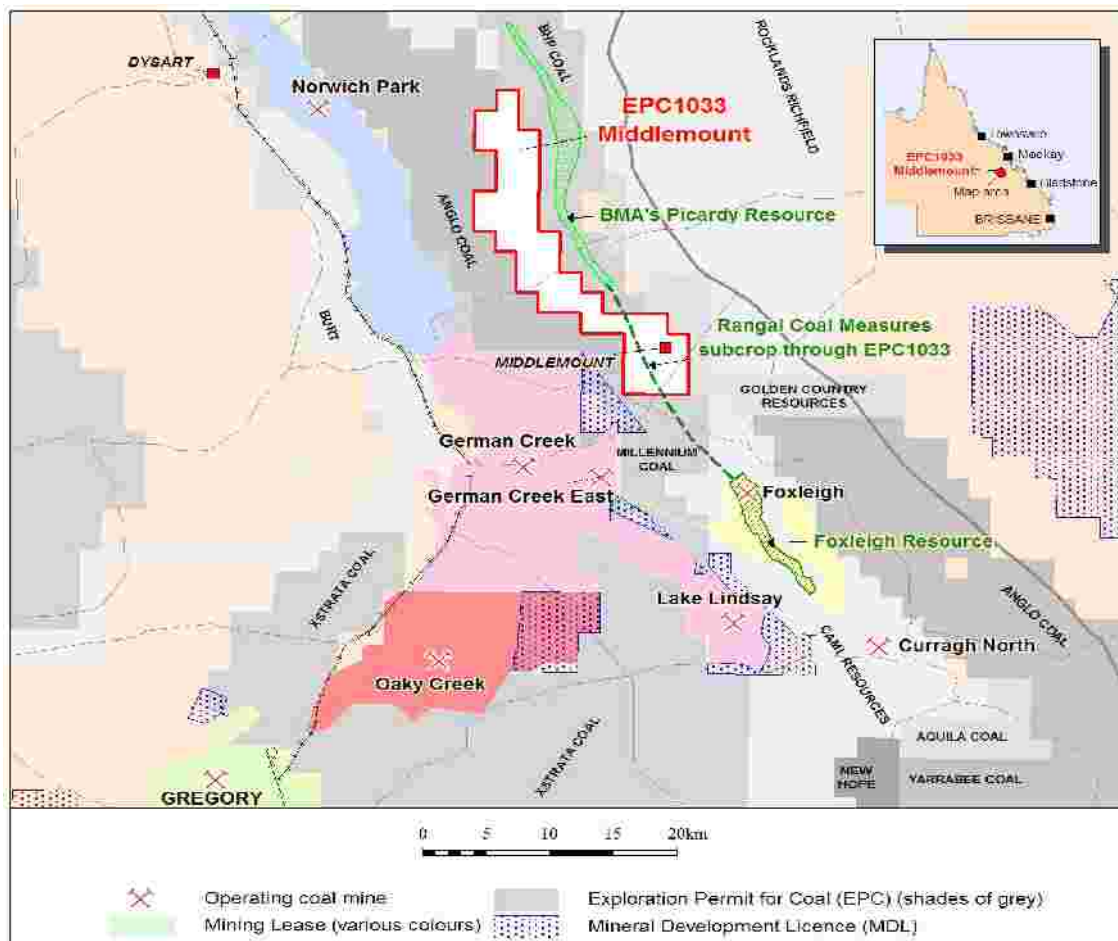 DYSART
Norwich Park
BHP COAL
ROCKLANDS RICHFIELD
EPC1033
Middlemount
ANGLO COAL
BMA's Picardy Resource
Townsville
Mackay
EPC1033
Middlemount
Map area
Gladstone
BRISBANE
Rangal Coal Measures
subcrop through EPC1033
MIDDLEMOUNT
GOLDEN COUNTRY
RESOURCES
German Creek
MILLENNIUM
COAL
German Creek East
Foxleigh
Foxleigh Resource
XSTRATA COAL
Lake Lindsay
ANGLO COAL
Curragh North
Oaky Creek
CAML RESOURCES
XSTRATA COAL
AQUILA COAL
NEW
HOPE
YARRABEE COAL
GREGORY
0 5 10 15 20km
Operating coal mine
Exploration Permit for Coal (EPC) (shades of grey)
Mining Lease (various colours)
Mineral Development Licence (MDL)